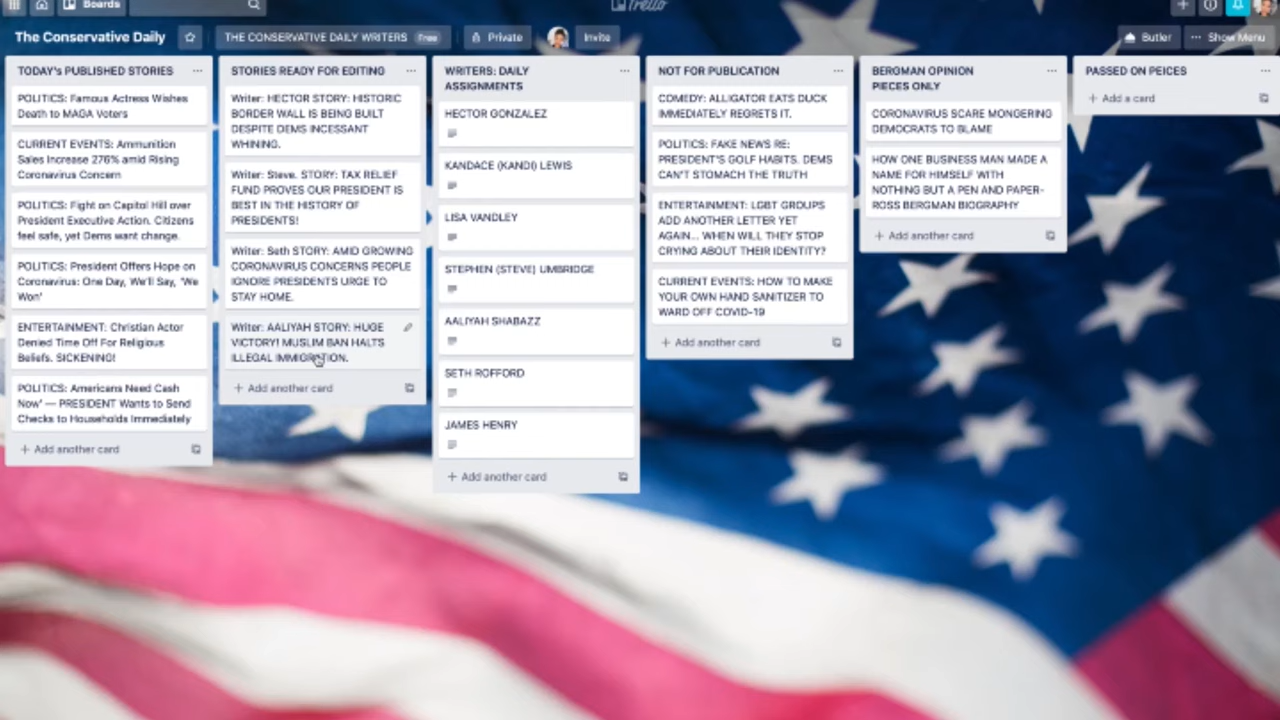 Boards
Trello
The Conservative Daily
THE CONSERVATIVE DAILY WRITERS Free
Private
Invite
Butler
Show Menu
TODAY's PUBLISHED STORIES
POLITICS: Famous Actress Wishes
Death to MAGA Voters
CURRENT EVENTS: Ammunition
Sales Increase 276% amid Rising
Coronavirus Concern
POLITICS: Fight on Capitol Hill over
President Executive Action. Citizens
feel safe, yet Dems want change.
POLITICS: President Offers Hope on
Coronavirus: One Day, We'll Say, 'We
Won'
ENTERTAINMENT: Christian Actor
Denied Time Off For Religious
Beliefs. SICKENING!
POLITICS: Americans Need Cash
Now' — PRESIDENT Wants to Send
Checks to Households Immediately
+ Add another card
STORIES READY FOR EDITING
Writer: HECTOR STORY: HISTORIC
BORDER WALL IS BEING BUILT
DESPITE DEMS INCESSANT
WHINING.
Writer: Steve. STORY: TAX RELIEF
FUND PROVES OUR PRESIDENT IS
BEST IN THE HISTORY OF
PRESIDENTS!
Writer: Seth STORY: AMID GROWING
CORONAVIRUS CONCERNS PEOPLE
IGNORE PRESIDENTS URGE TO
STAY HOME.
Writer: AALIYAH STORY: HUGE
VICTORY! MUSLIM BAN HALTS
ILLEGAL IMMIGRATION.
+ Add another card
WRITERS: DAILY
ASSIGNMENTS
HECTOR GONZALEZ
KANDACE (KANDI) LEWIS
LISA VANDLEY
STEPHEN (STEVE) UMBRIDGE
AALIYAH SHABAZZ
SETH ROFFORD
JAMES HENRY
+ Add another card
NOT FOR PUBLICATION
COMEDY: ALLIGATOR EATS DUCK
IMMEDIATELY REGRETS IT.
POLITICS: FAKE NEWS RE:
PRESIDENT'S GOLF HABITS. DEMS
CAN'T STOMACH THE TRUTH
ENTERTAINMENT: LGBT GROUPS
ADD ANOTHER LETTER YET
AGAIN... WHEN WILL THEY STOP
CRYING ABOUT THEIR IDENTITY?
CURRENT EVENTS: HOW TO MAKE
YOUR OWN HAND SANITIZER TO
WARD OFF COVID-19
+ Add another card
BERGMAN OPINION
PIECES ONLY
CORONAVIRUS SCARE MONGERING
DEMOCRATS TO BLAME
HOW ONE BUSINESS MAN MADE A
NAME FOR HIMSELF WITH
NOTHING BUT A PEN AND PAPER-
ROSS BERGMAN BIOGRAPHY
+ Add another card
PASSED ON PEICES
+ Add a card